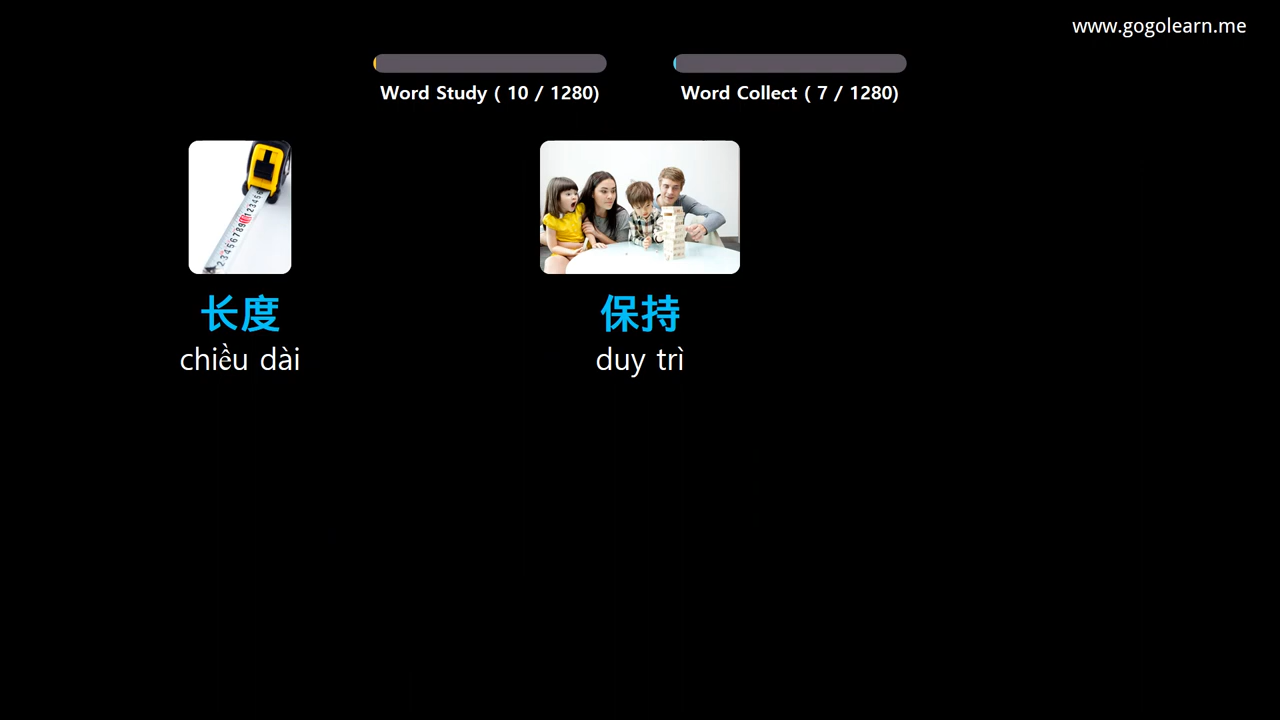 www.gogolearn.me
Word Study ( 10 / 1280)
Word Collect ( 7 / 1280)
长度
chiều dài
保持
duy trì